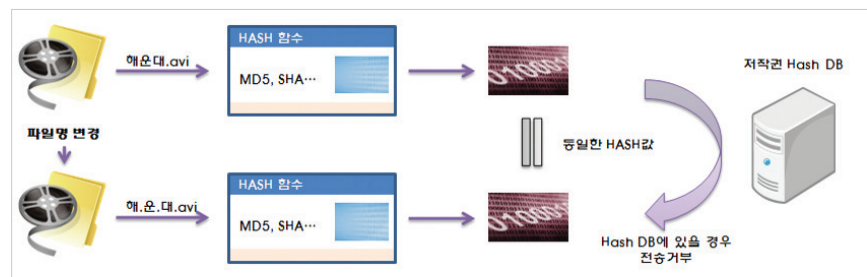 해운대.avi
HASH 함수
MD5, SHA…
저작권 Hash DB
파일명 변경
동일한 HASH값
해.운.대.avi
HASH 함수
MD5, SHA…
Hash DB에 있을 경우
전송거부